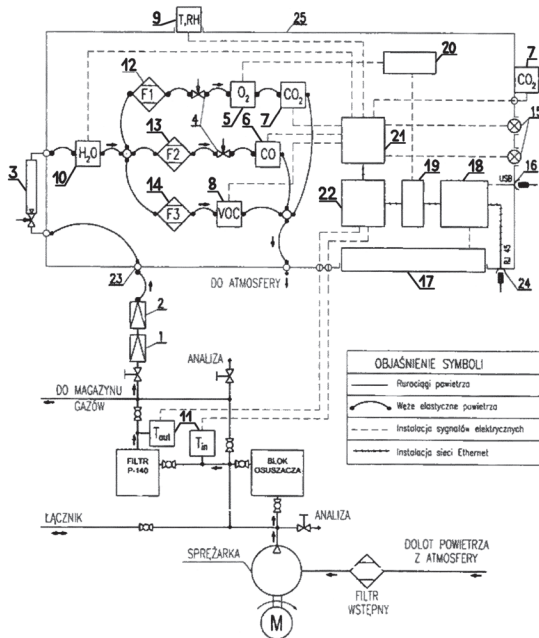 9
T,RH
25
20
7
CO₂
12
F1
O₂
CO₂
4
5
7
13
6
21
15
H₂O
F2
CO
10
3
14
8
22
19
18
USB
16
F3
VOC
17
RJ 45
24
23
DO ATMOSFERY
2
1
ANALIZA
DO MAGAZYNU
GAZÓW
11
Tout
Tin
FILTR
P-140
BLOK
OSUSZACZA
OBJAŚNIENIE SYMBOLI
Rurociągi powietrza
Węże elastyczne powietrza
Instalacja sygnałów elektrycznych
Instalacja sieci Ethernet
ŁĄCZNIK
ANALIZA
SPRĘŻARKA
DOLOT POWIETRZA
Z ATMOSFERY
FILTR
WSTĘPNY
M